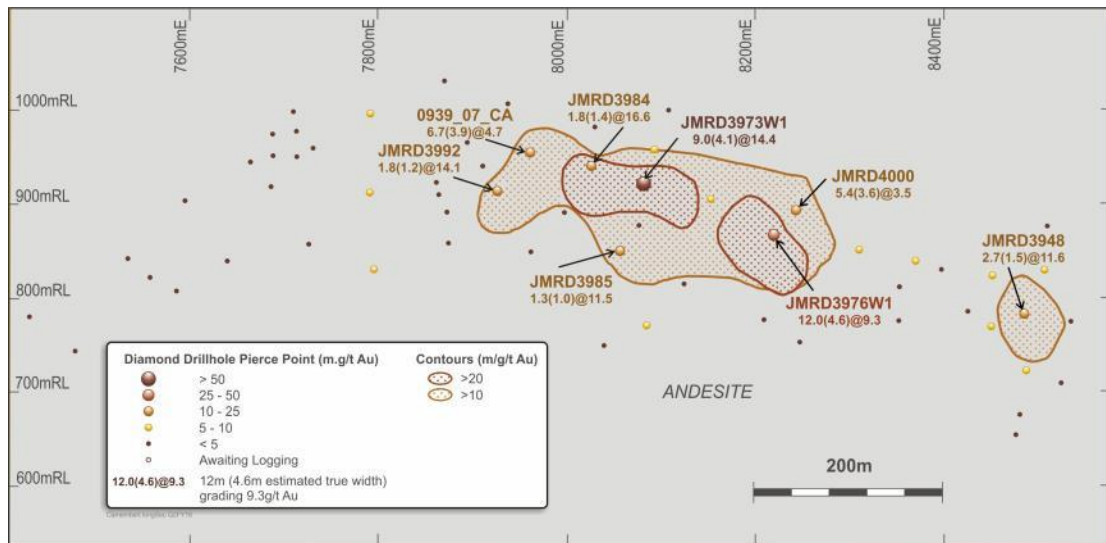 7600mE
7800mE
8000mE
8200mE
8400mE
1000mRL
900mRL
800mRL
700mRL
600mRL
0939_07_CA
6.7(3.9)@4.7
JMRD3992
1.8(1.2)@14.1
JMRD3984
1.8(1.4)@16.6
JMRD3973W1
9.0(4.1)@14.4
JMRD4000
5.4(3.6)@3.5
JMRD3985
1.3(1.0)@11.5
JMRD3976W1
12.0(4.6)@9.3
JMRD3948
2.7(1.5)@11.6
ANDESITE
200m
Diamond Drillhole Pierce Point (m.g/t Au)
> 50
25 - 50
10 - 25
5 - 10
< 5
Awaiting Logging
12.0(4.6)@9.3 12m (4.6m estimated true width)
grading 9.3g/t Au
Contours (m/g/t Au)
>20
>10